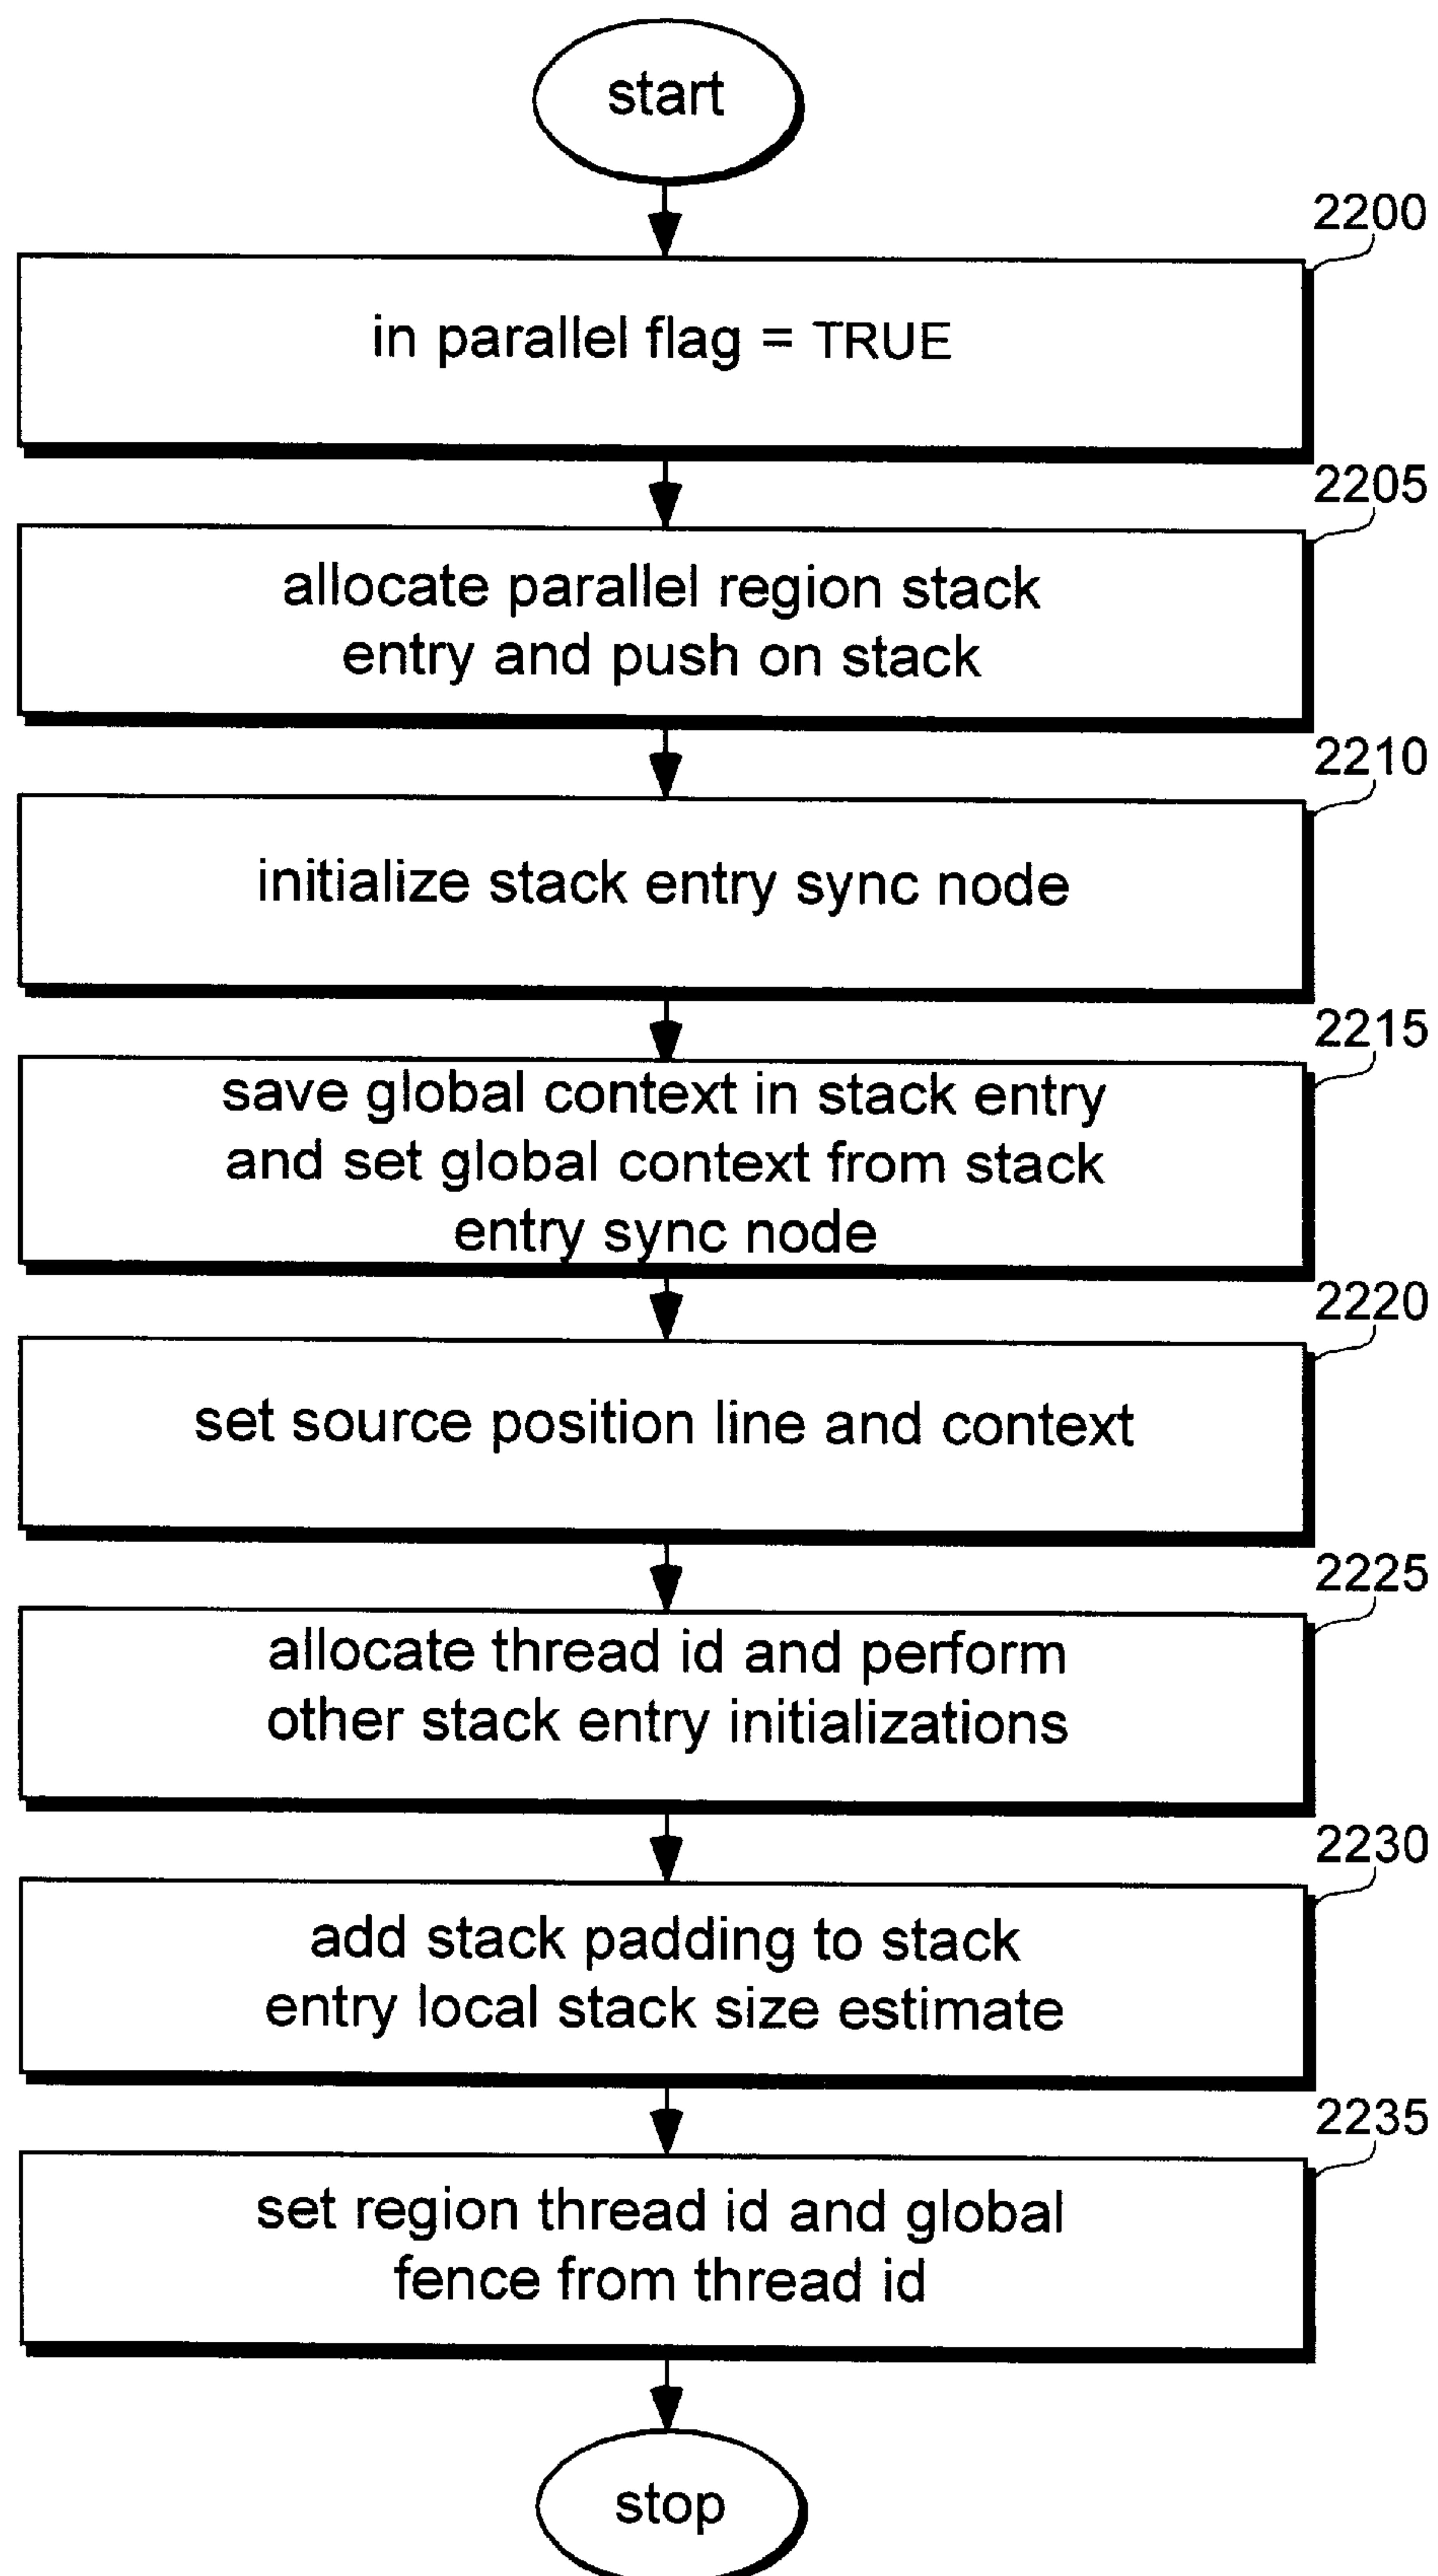 start
2200
in parallel flag = TRUE
2205
allocate parallel region stack
entry and push on stack
2210
initialize stack entry sync node
2215
save global context in stack entry
and set global context from stack
entry sync node
2220
set source position line and context
2225
allocate thread id and perform
other stack entry initializations
2230
add stack padding to stack
entry local stack size estimate
2235
set region thread id and global
fence from thread id
stop